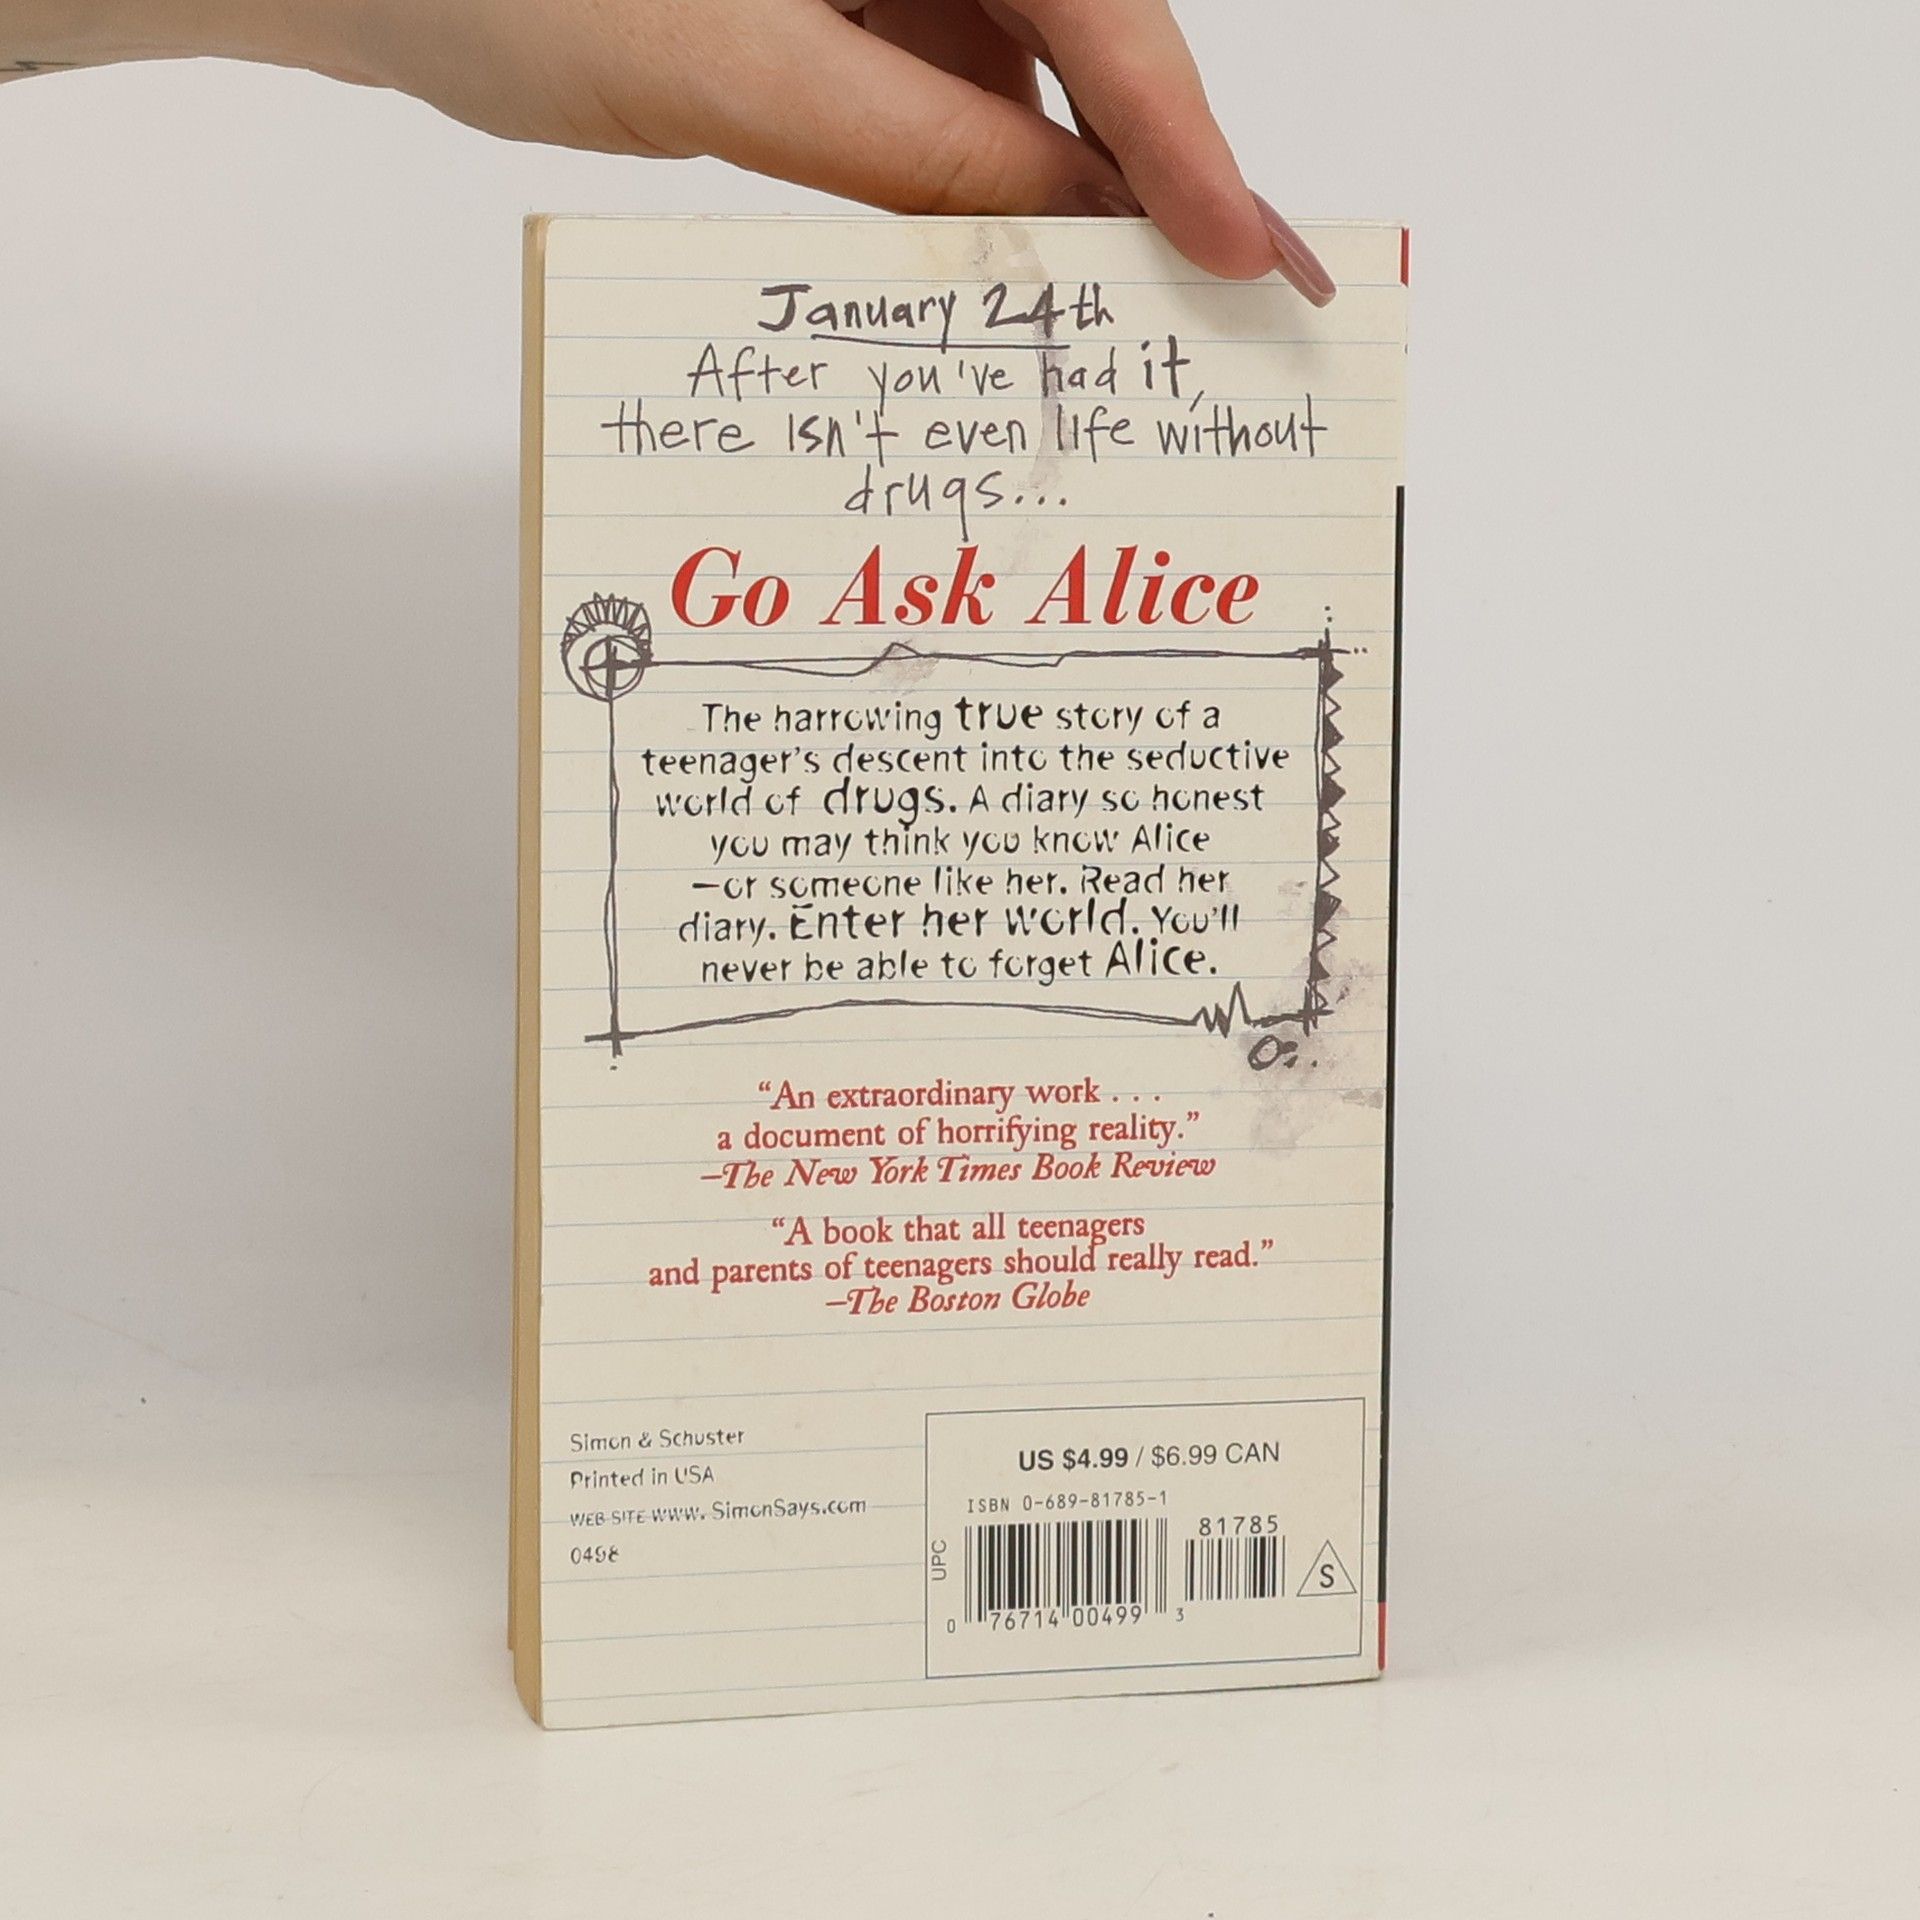 January 24th
After you've had it,
there isn't even life without
drugs...
Go Ask Alice
The harrowing true story of a
teenager's descent into the seductive
world of drugs. A diary so honest
you may think you know Alice
—or someone like her. Read her
diary. Enter her world. You'll
never be able to forget Alice.
"An extraordinary work . . .
a document of horrifying reality."
—The New York Times Book Review
"A book that all teenagers
and parents of teenagers should really read."
—The Boston Globe
Simon & Schuster
Printed in USA
WEB SITE WWW. SimonSays.com
0498
US $4.99 / $6.99 CAN
ISBN 0-689-81785-1
81785
UPC
S
0 76714 00499 3